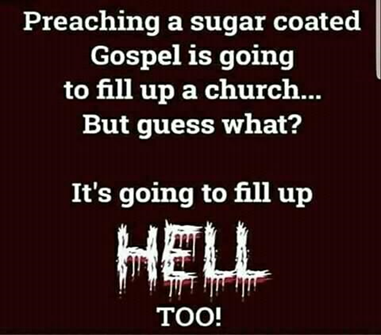 Preaching a sugar coated
Gospel is going
to fill up a church...
But guess what?
It's going to fill up
HELL
TOO!